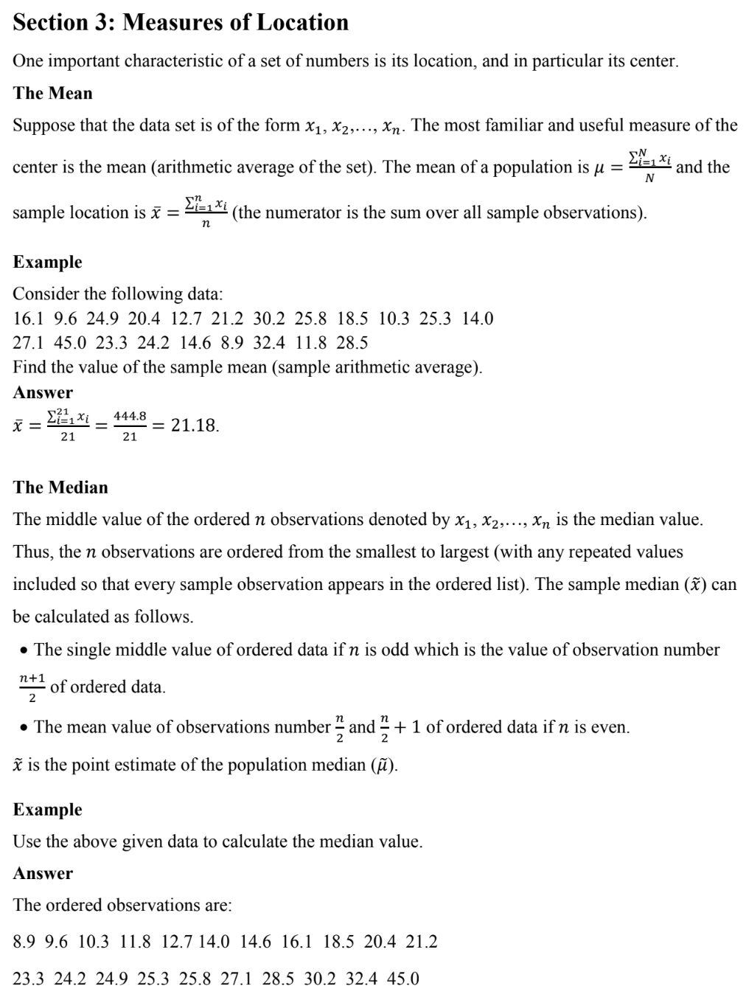 Section 3: Measures of Location
One important characteristic of a set of numbers is its location, and in particular its center.
The Mean
Suppose that the data set is of the form x₁, x₂,…, xₙ. The most familiar and useful measure of the
center is the mean (arithmetic average of the set). The mean of a population is μ = \frac{\sum_{i=1}^{N} x_i}{N} and the
sample location is x̄ = \frac{\sum_{i=1}^{n} x_i}{n} (the numerator is the sum over all sample observations).
Example
Consider the following data:
16.1 9.6 24.9 20.4 12.7 21.2 30.2 25.8 18.5 10.3 25.3 14.0
27.1 45.0 23.3 24.2 14.6 8.9 32.4 11.8 28.5
Find the value of the sample mean (sample arithmetic average).
Answer
x̄ = \frac{\sum_{i=1}^{21} x_i}{21} = \frac{444.8}{21} = 21.18.
The Median
The middle value of the ordered n observations denoted by x₁, x₂,…, xₙ is the median value.
Thus, the n observations are ordered from the smallest to largest (with any repeated values
included so that every sample observation appears in the ordered list). The sample median (x̃) can
be calculated as follows.
• The single middle value of ordered data if n is odd which is the value of observation number
\frac{n+1}{2} of ordered data.
• The mean value of observations number \frac{n}{2} and \frac{n}{2} + 1 of ordered data if n is even.
x̃ is the point estimate of the population median (μ̃).
Example
Use the above given data to calculate the median value.
Answer
The ordered observations are:
8.9 9.6 10.3 11.8 12.7 14.0 14.6 16.1 18.5 20.4 21.2
23.3 24.2 24.9 25.3 25.8 27.1 28.5 30.2 32.4 45.0